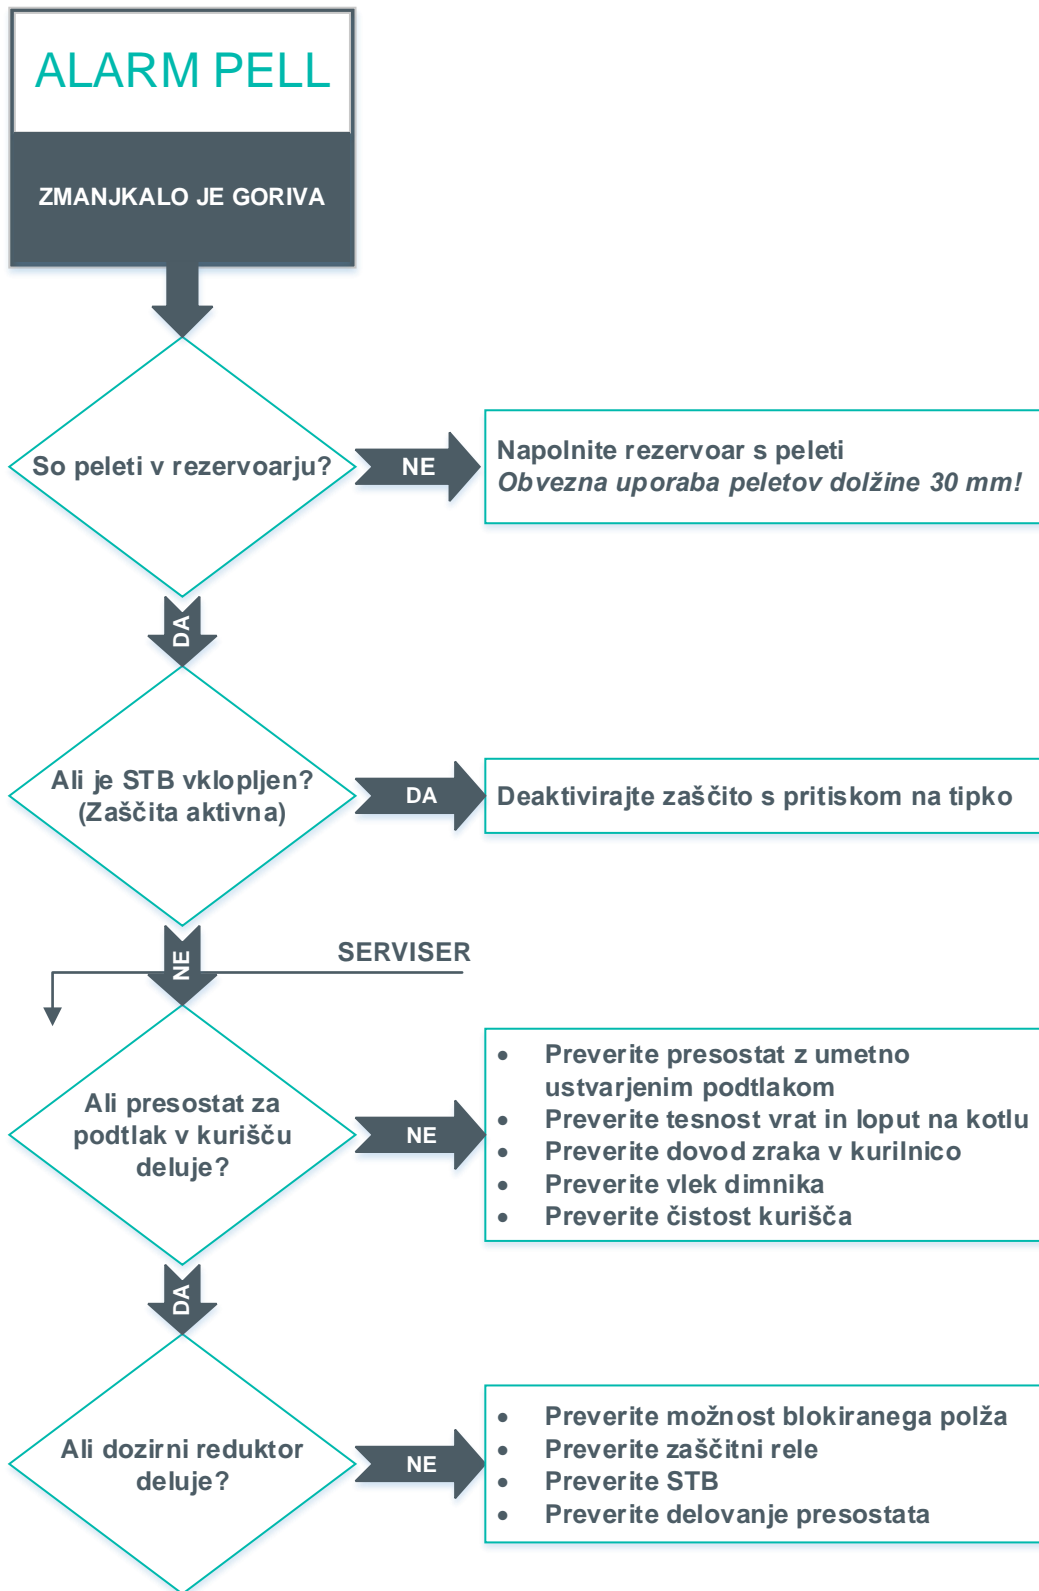 ALARM PELL
ZMANJKALO JE GORIVA
So peleti v rezervoarju?
NE
Napolnite rezervoar s peleti
Obvezna uporaba peletov dolžine 30 mm!
DA
Ali je STB vklopljen?
(Zaščita aktivna)
DA
Deaktivirajte zaščito s pritiskom na tipko
NE
SERVISER
Ali presostat za
podtlak v kurišču
deluje?
NE
• Preverite presostat z umetno
ustvarjenim podtlakom
• Preverite tesnost vrat in loput na kotlu
• Preverite dovod zraka v kurilnico
• Preverite vlek dimnika
• Preverite čistost kurišča
DA
Ali dozirni reduktor
deluje?
NE
• Preverite možnost blokiranega polža
• Preverite zaščitni rele
• Preverite STB
• Preverite delovanje presostata